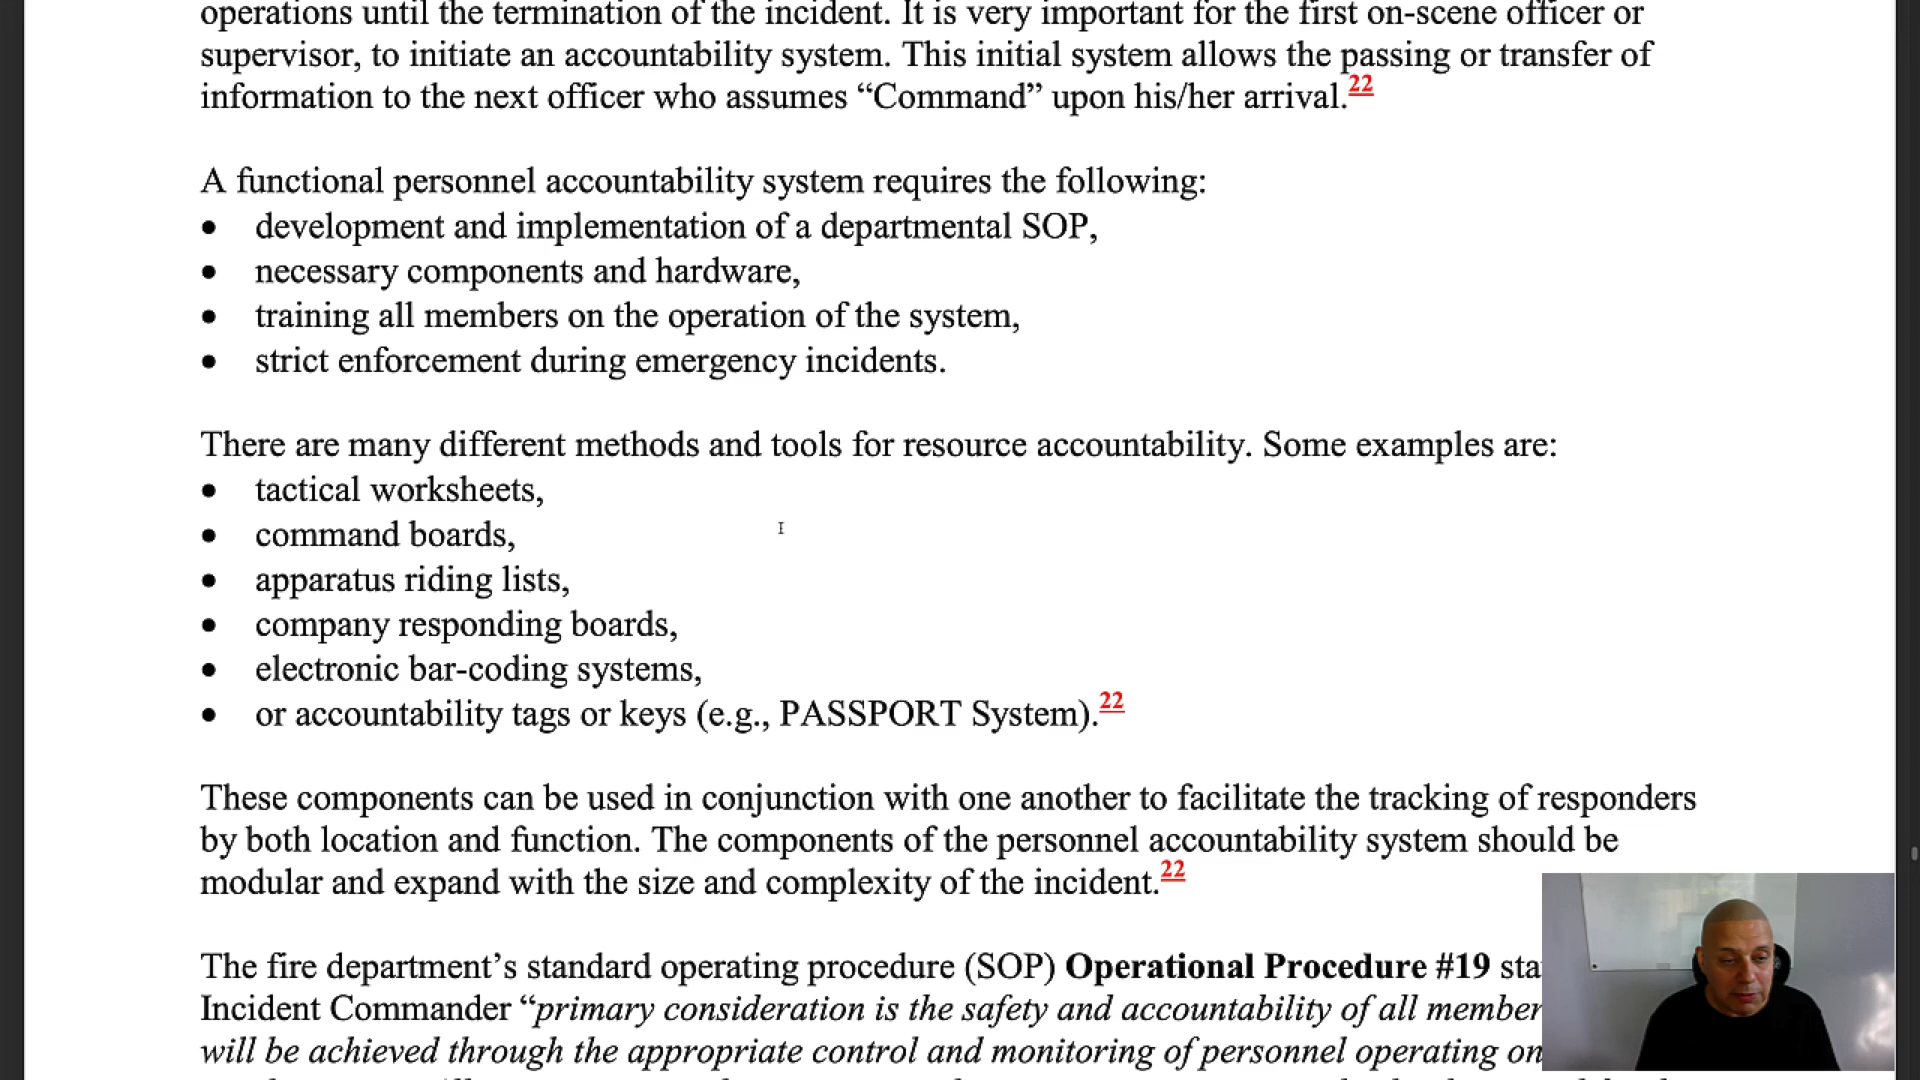 operations until the termination of the incident. It is very important for the first on-scene officer or
supervisor, to initiate an accountability system. This initial system allows the passing or transfer of
information to the next officer who assumes “Command” upon his/her arrival.22
A functional personnel accountability system requires the following:
• development and implementation of a departmental SOP,
• necessary components and hardware,
• training all members on the operation of the system,
• strict enforcement during emergency incidents.
There are many different methods and tools for resource accountability. Some examples are:
• tactical worksheets,
• command boards,
• apparatus riding lists,
• company responding boards,
• electronic bar-coding systems,
• or accountability tags or keys (e.g., PASSPORT System).22
These components can be used in conjunction with one another to facilitate the tracking of responders
by both location and function. The components of the personnel accountability system should be
modular and expand with the size and complexity of the incident.22
The fire department’s standard operating procedure (SOP) Operational Procedure #19 sta
Incident Commander “primary consideration is the safety and accountability of all member
will be achieved through the appropriate control and monitoring of personnel operating on